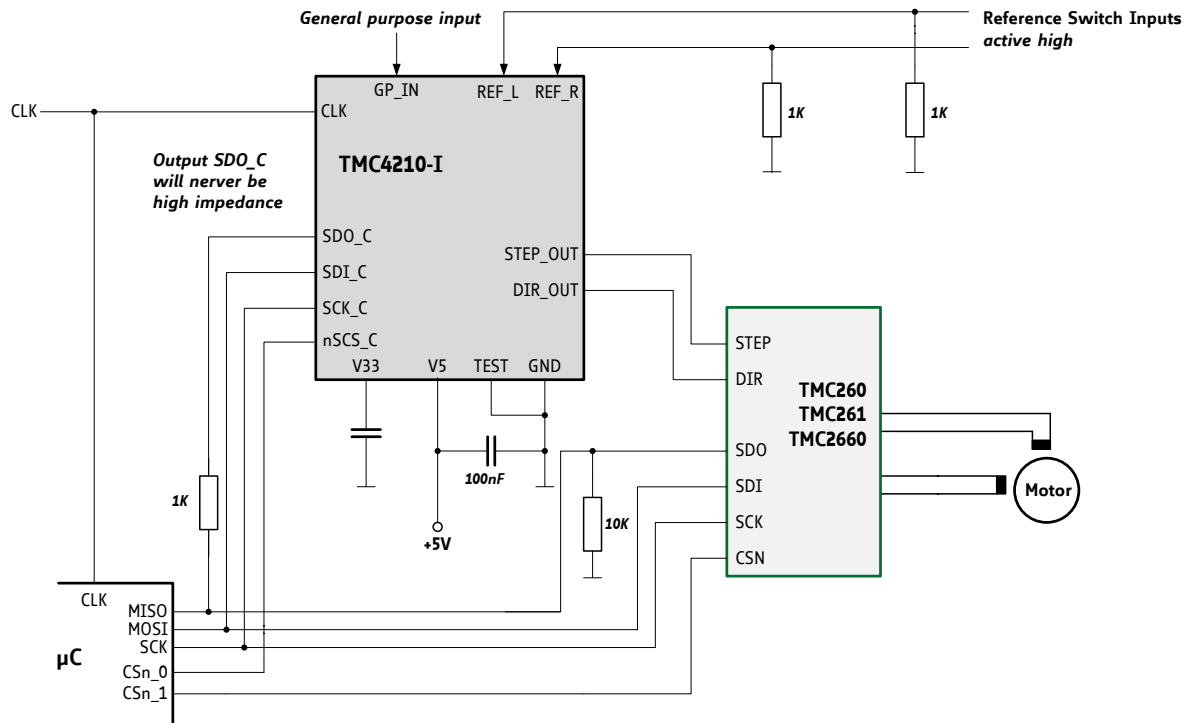 General purpose input
Reference Switch Inputs
active high
GP_IN
REF_L
REF_R
1K
1K
CLK
CLK
TMC4210-I
Output SDO_C
will nerver be
high impedance
SDO_C
SDI_C
SCK_C
nSCS_C
STEP_OUT
DIR_OUT
V33
V5
TEST
GND
STEP
DIR
TMC260
TMC261
TMC2660
SDO
SDI
SCK
CSN
Motor
100nF
1K
10K
+5V
CLK
MISO
MOSI
SCK
CSn_0
CSn_1
µC